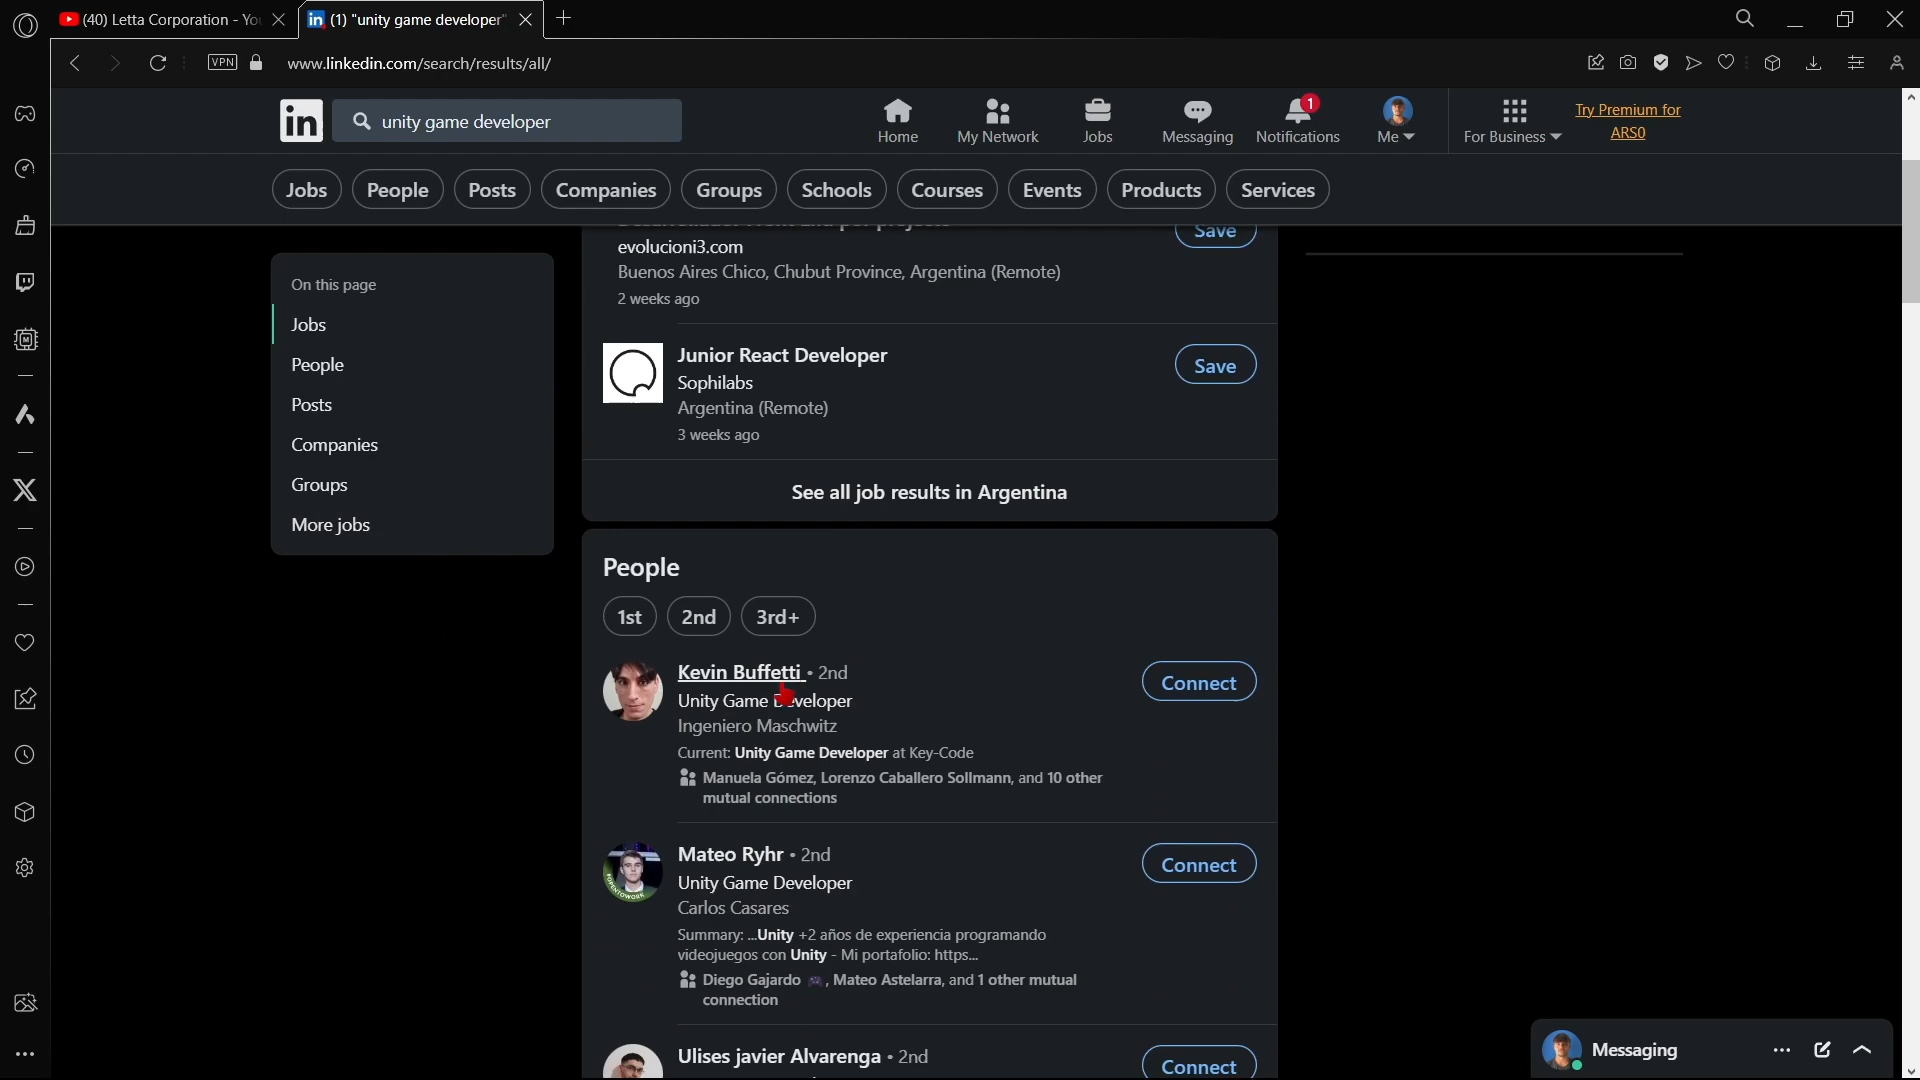 (40) Letta Corporation - Yo
(1) "unity game developer"
VPN
www.linkedin.com/search/results/all/
in
unity game developer
Home
My Network
Jobs
Messaging
1
Notifications
Me
For Business
Try Premium for
ARS0
Jobs
People
Posts
Companies
Groups
Schools
Courses
Events
Products
Services
On this page
Jobs
People
Posts
Companies
Groups
More jobs
Save
evolucioni3.com
Buenos Aires Chico, Chubut Province, Argentina (Remote)
2 weeks ago
Junior React Developer
Save
Sophilabs
Argentina (Remote)
3 weeks ago
See all job results in Argentina
People
1st
2nd
3rd+
Kevin Buffetti • 2nd
Connect
Unity Game Developer
Ingeniero Maschwitz
Current: Unity Game Developer at Key-Code
Manuela Gómez, Lorenzo Caballero Sollmann, and 10 other
mutual connections
Mateo Ryhr • 2nd
Connect
#OPENTOWORK
Unity Game Developer
Carlos Casares
Summary: ...Unity +2 años de experiencia programando
videojuegos con Unity - Mi portafolio: https...
Diego Gajardo 🎮, Mateo Astelarra, and 1 other mutual
connection
Ulises javier Alvarenga • 2nd
Connect
Messaging